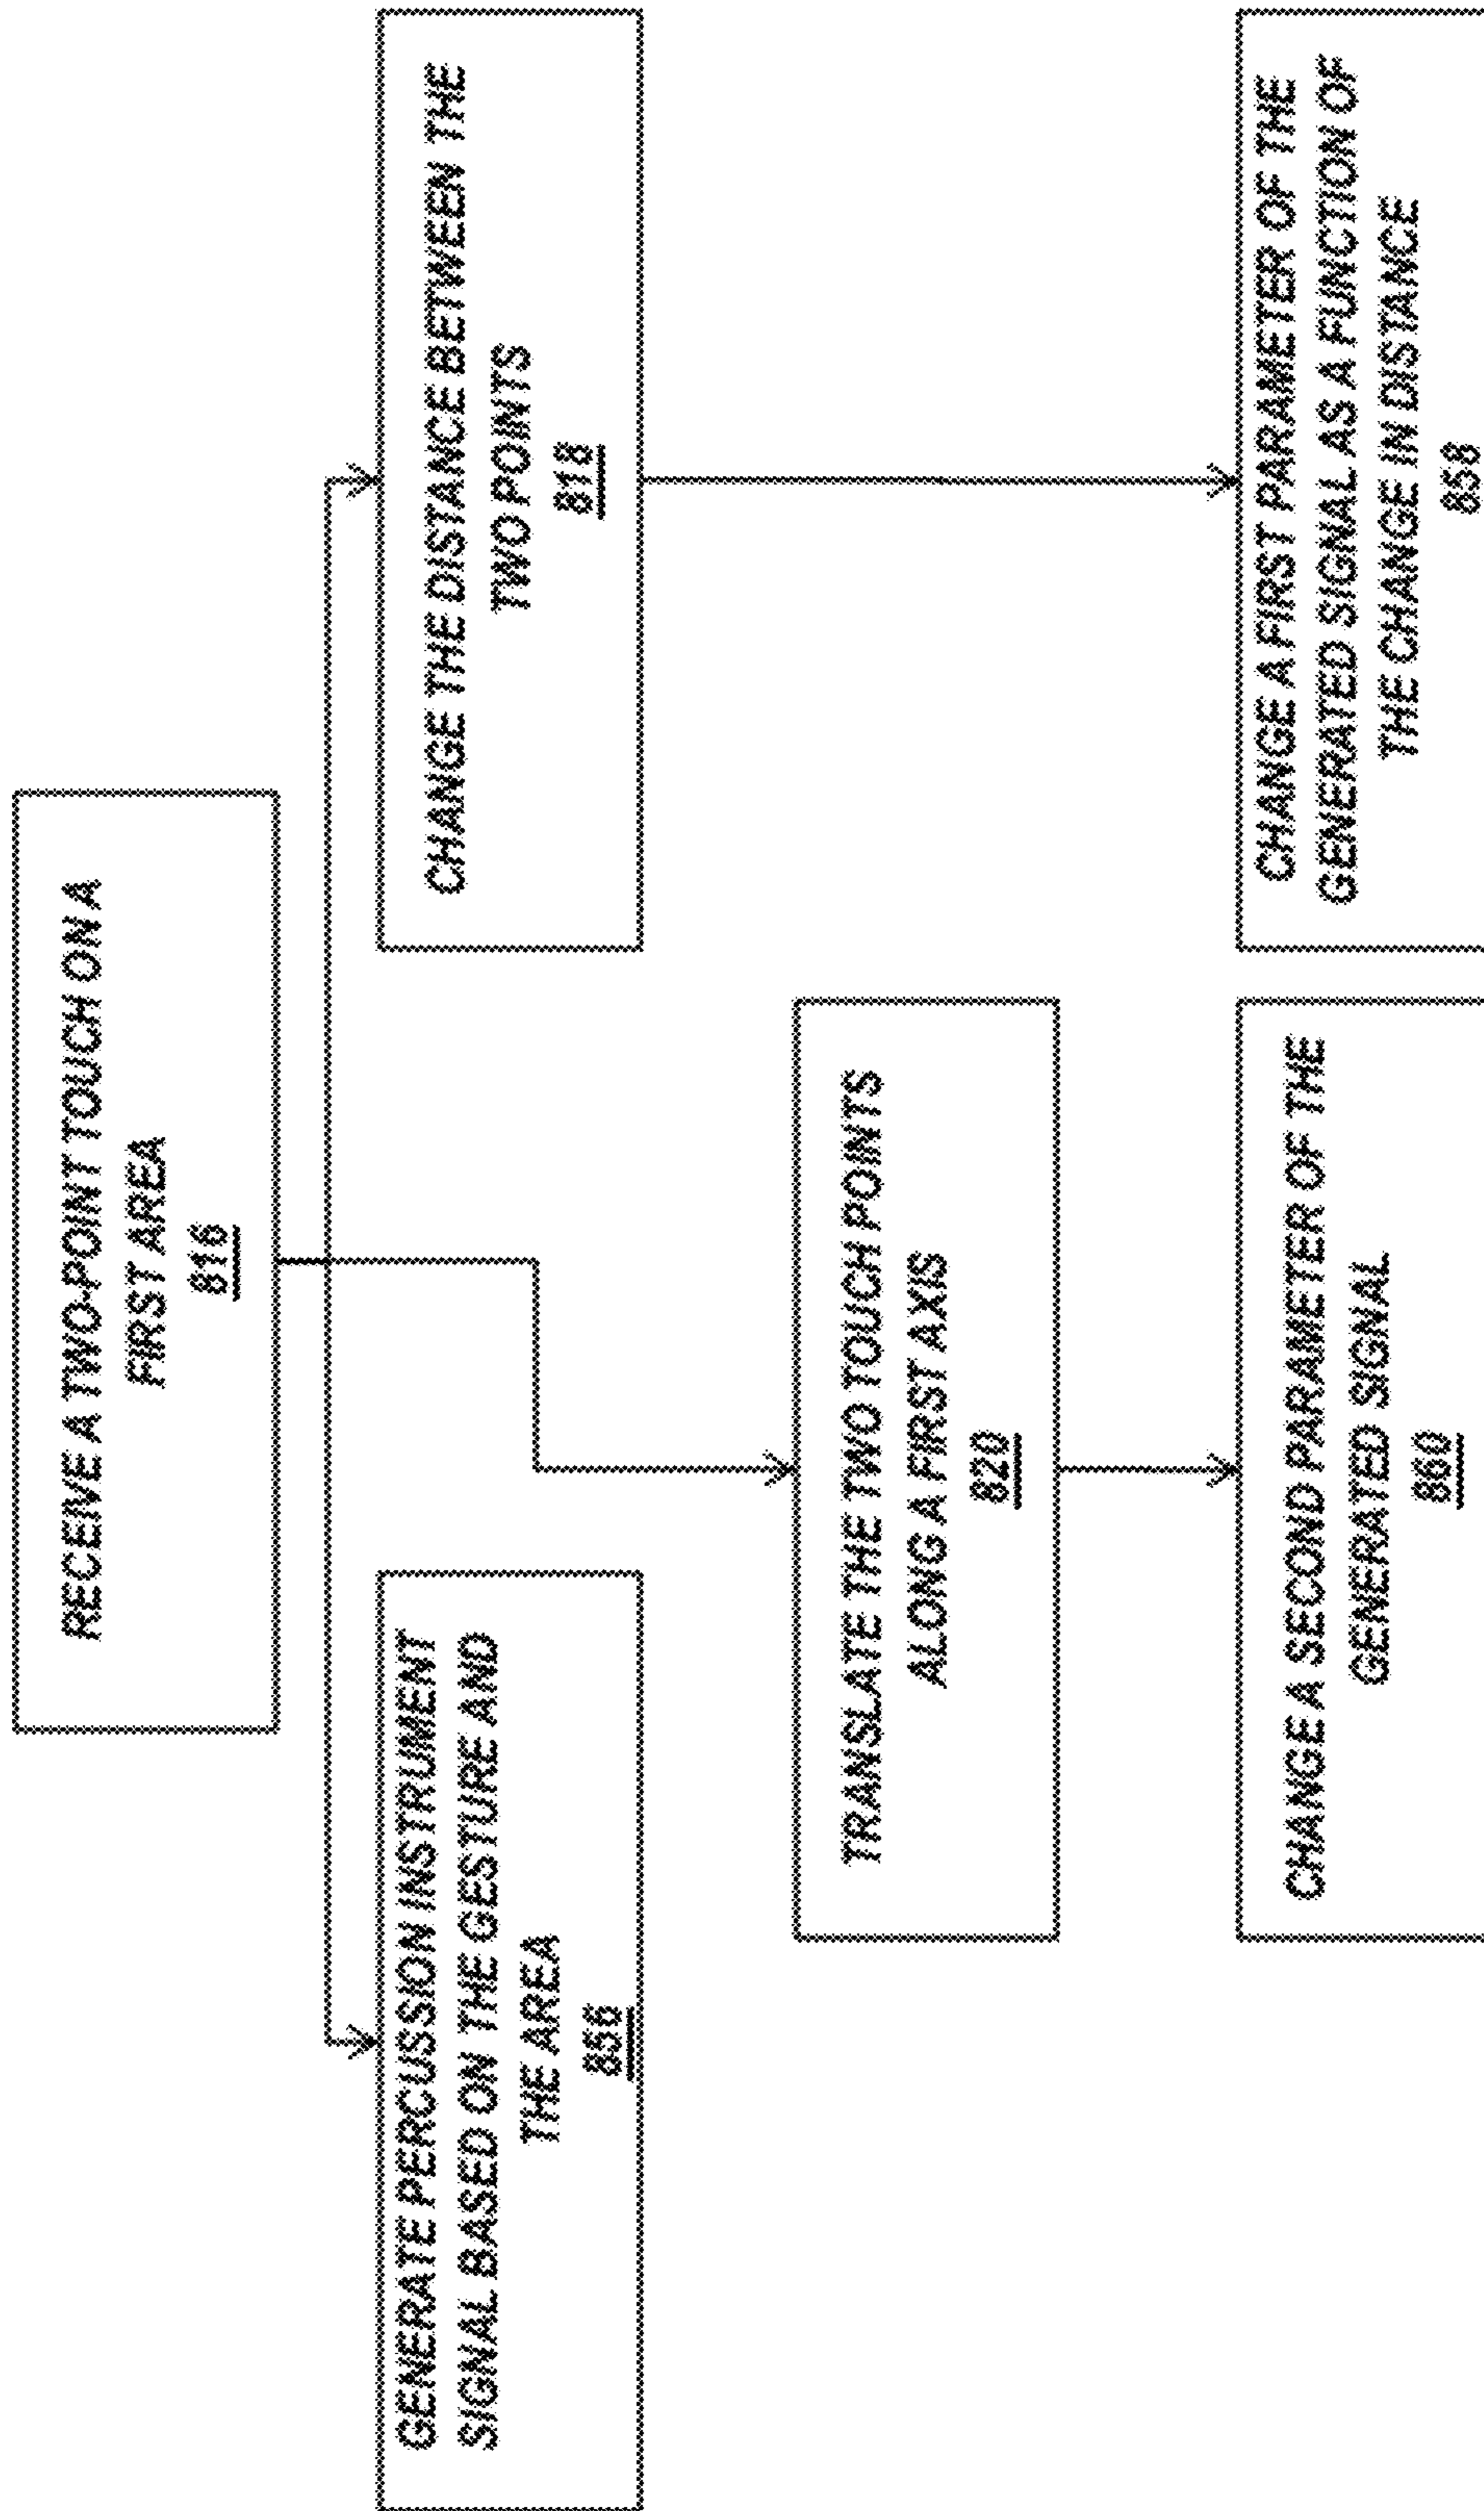 RECEIVE A TWO-POINT TOUCH ON A
FIRST AREA
816
GENERATE PERCUSSION INSTRUMENT
SIGNAL BASED ON THE GESTURE AND
THE AREA
856
CHANGE THE DISTANCE BETWEEN THE
TWO POINTS
818
TRANSLATE THE TWO TOUCH POINTS
ALONG A FIRST AXIS
820
CHANGE A SECOND PARAMETER OF THE
GENERATED SIGNAL
860
CHANGE A FIRST PARAMETER OF THE
GENERATED SIGNAL AS A FUNCTION OF
THE CHANGE IN DISTANCE
858